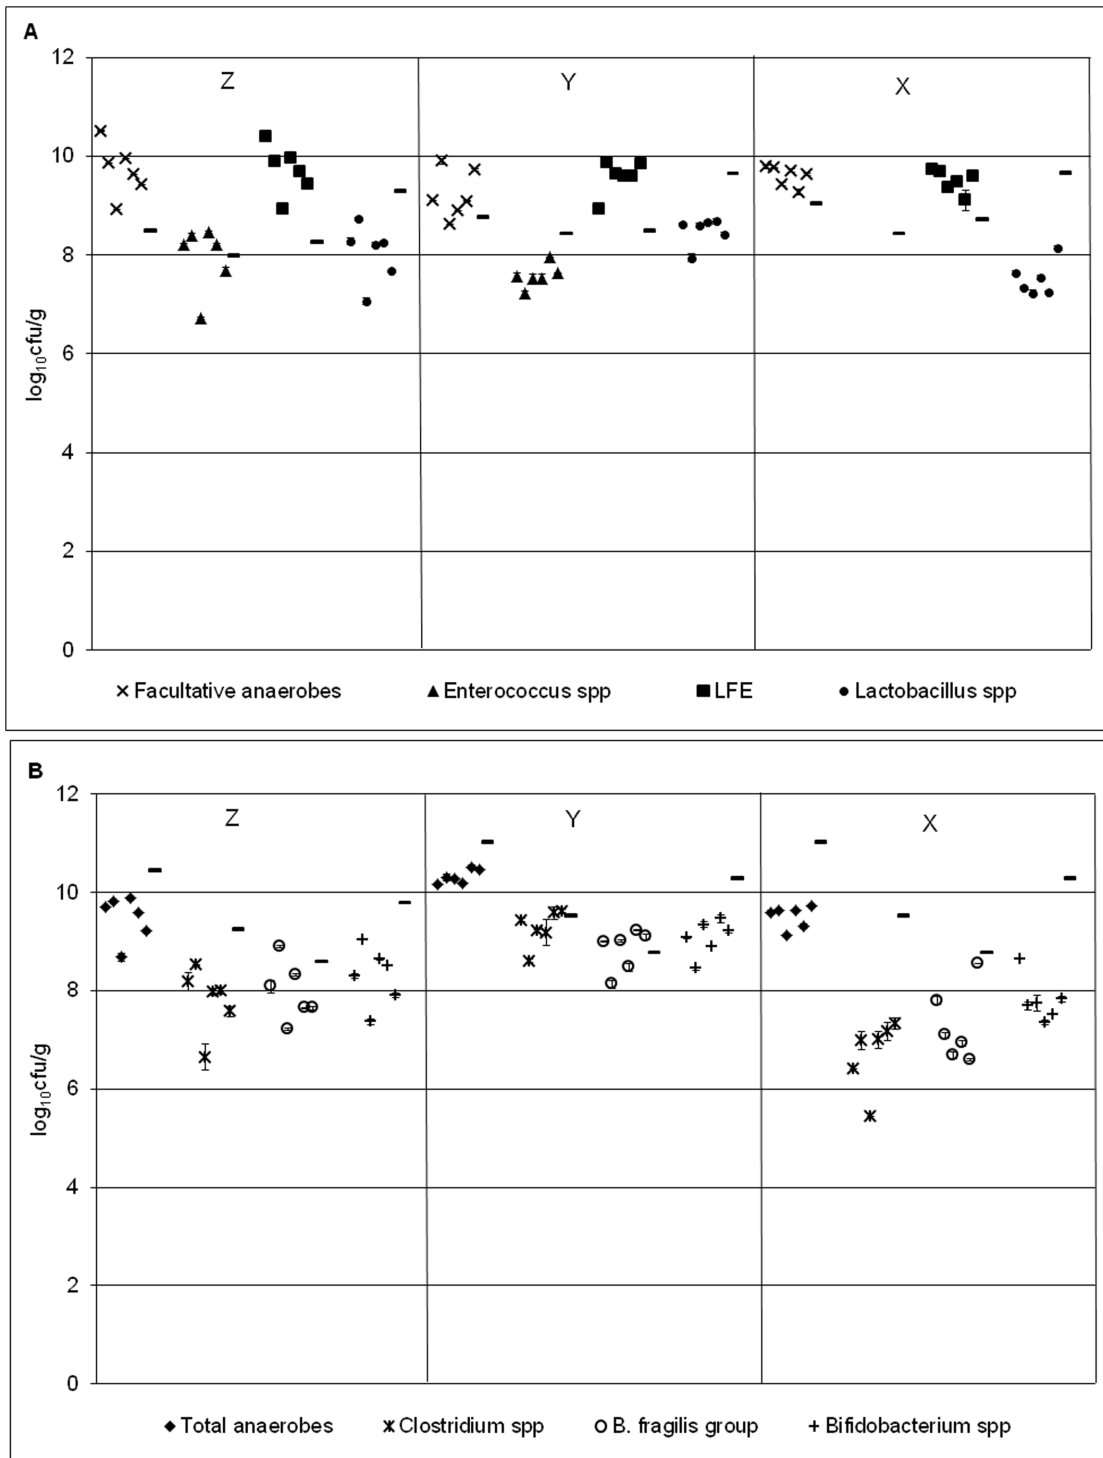 A
12
Z
Y
X
10
8
6
4
2
0
log10cfu/g
Facultative anaerobes
Enterococcus spp
LFE
Lactobacillus spp
B
12
Z
Y
X
10
8
6
4
2
0
log10cfu/g
Total anaerobes
Clostridium spp
B. fragilis group
Bifidobacterium spp